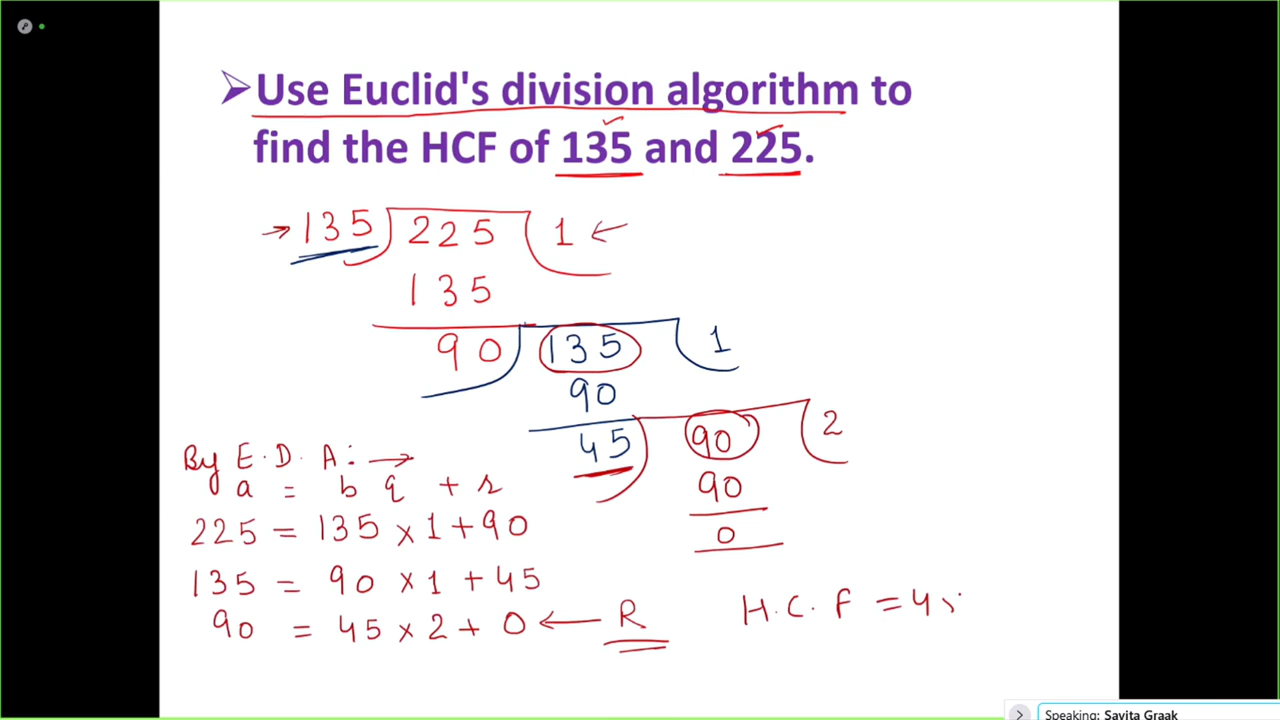 Use Euclid's division algorithm to
find the HCF of 135 and 225.
135 225 1
135
90 135 1
90
45 90 2
90
0
By E.D.A:→
a = b q + r
225 = 135 × 1 + 90
135 = 90 × 1 + 45
90 = 45 × 2 + 0 ← R
H.C.F = 4
Speaking: Savita Graak